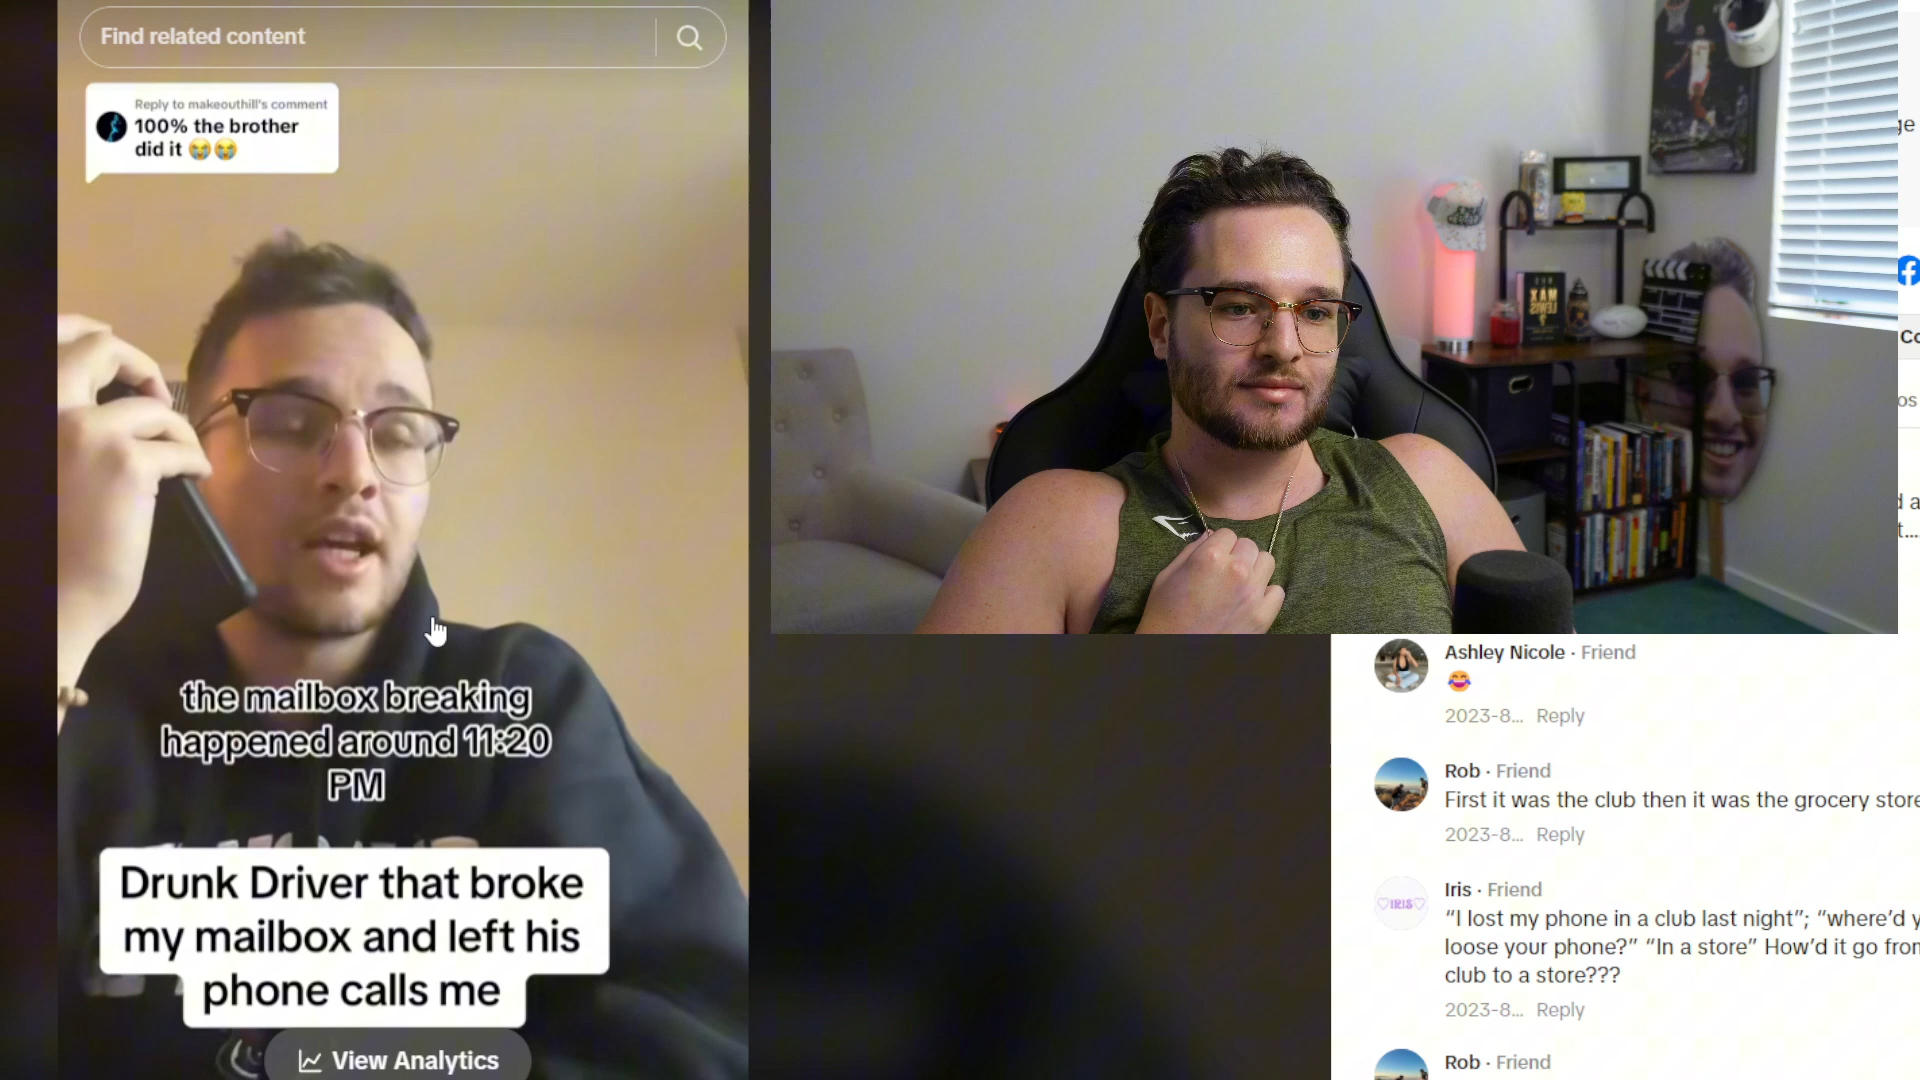 Find related content
Reply to makeouthill's comment
100% the brother
did it 😭😭
the mailbox breaking
happened around 11:20
PM
Drunk Driver that broke
my mailbox and left his
phone calls me
View Analytics
MAX
LEWIS
Ashley Nicole · Friend
😂
2023-8... Reply
Rob · Friend
First it was the club then it was the grocery store
2023-8... Reply
Iris · Friend
♡IRIS♡
“I lost my phone in a club last night”; “where’d y
loose your phone?” “In a store” How’d it go from
club to a store???
2023-8... Reply
Rob · Friend